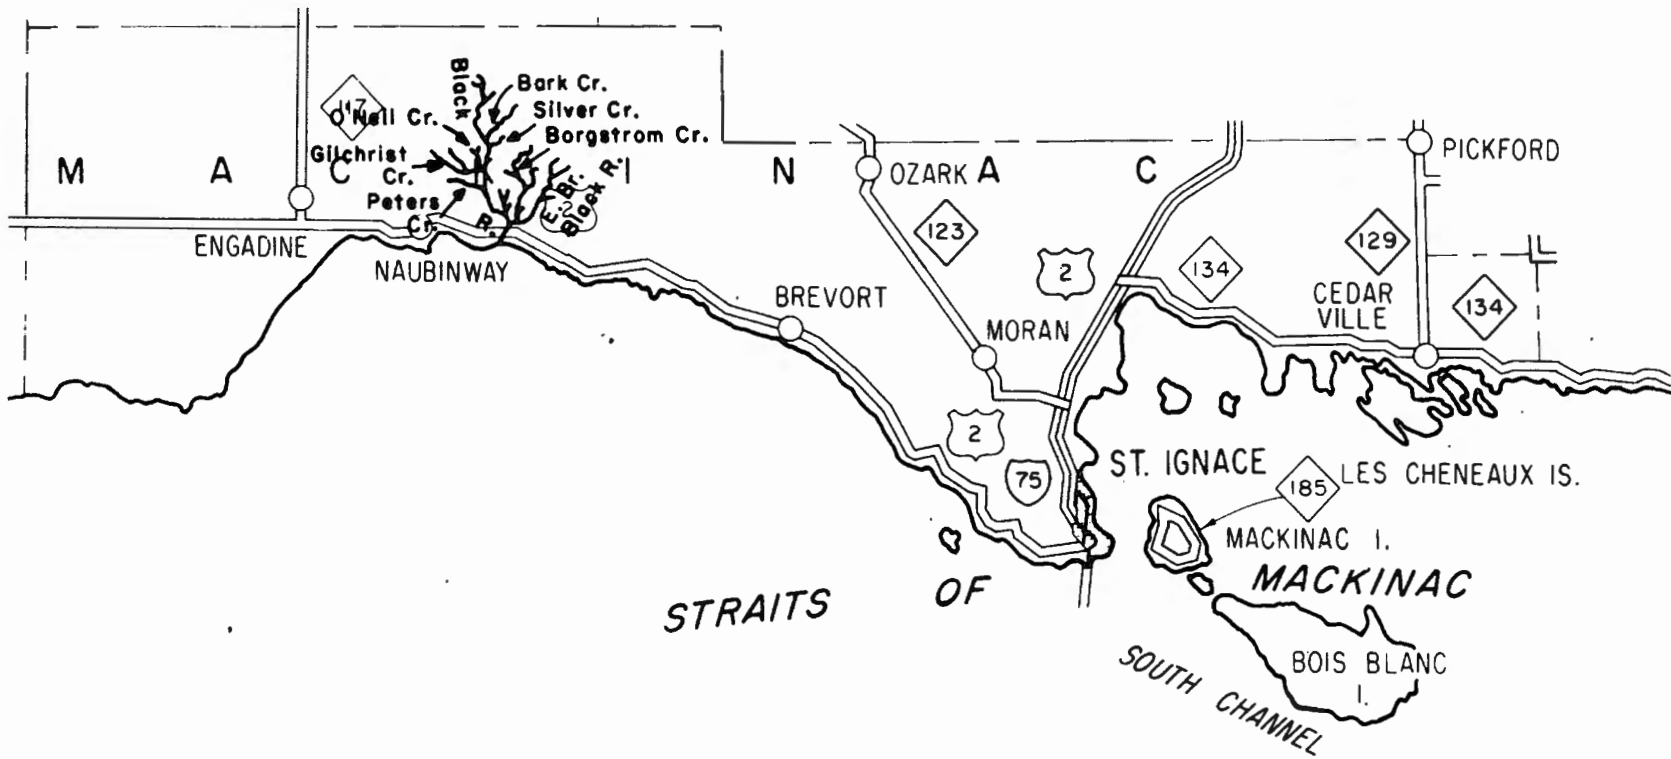 Black
Bark Cr.
Silver Cr.
Borgstrom Cr.
117
O'Neil Cr.
Gilchrist
Cr.
Peters
Cr.
R.
E. Br.
Black R.
2
M A C I N A C
OZARK
PICKFORD
123
129
2
134
134
ENGADINE
NAUBINWAY
BREVORT
MORAN
CEDAR
VILLE
2
75
ST. IGNACE
185
LES CHENEAUX IS.
MACKINAC I.
STRAITS OF MACKINAC
BOIS BLANC
I.
SOUTH CHANNEL